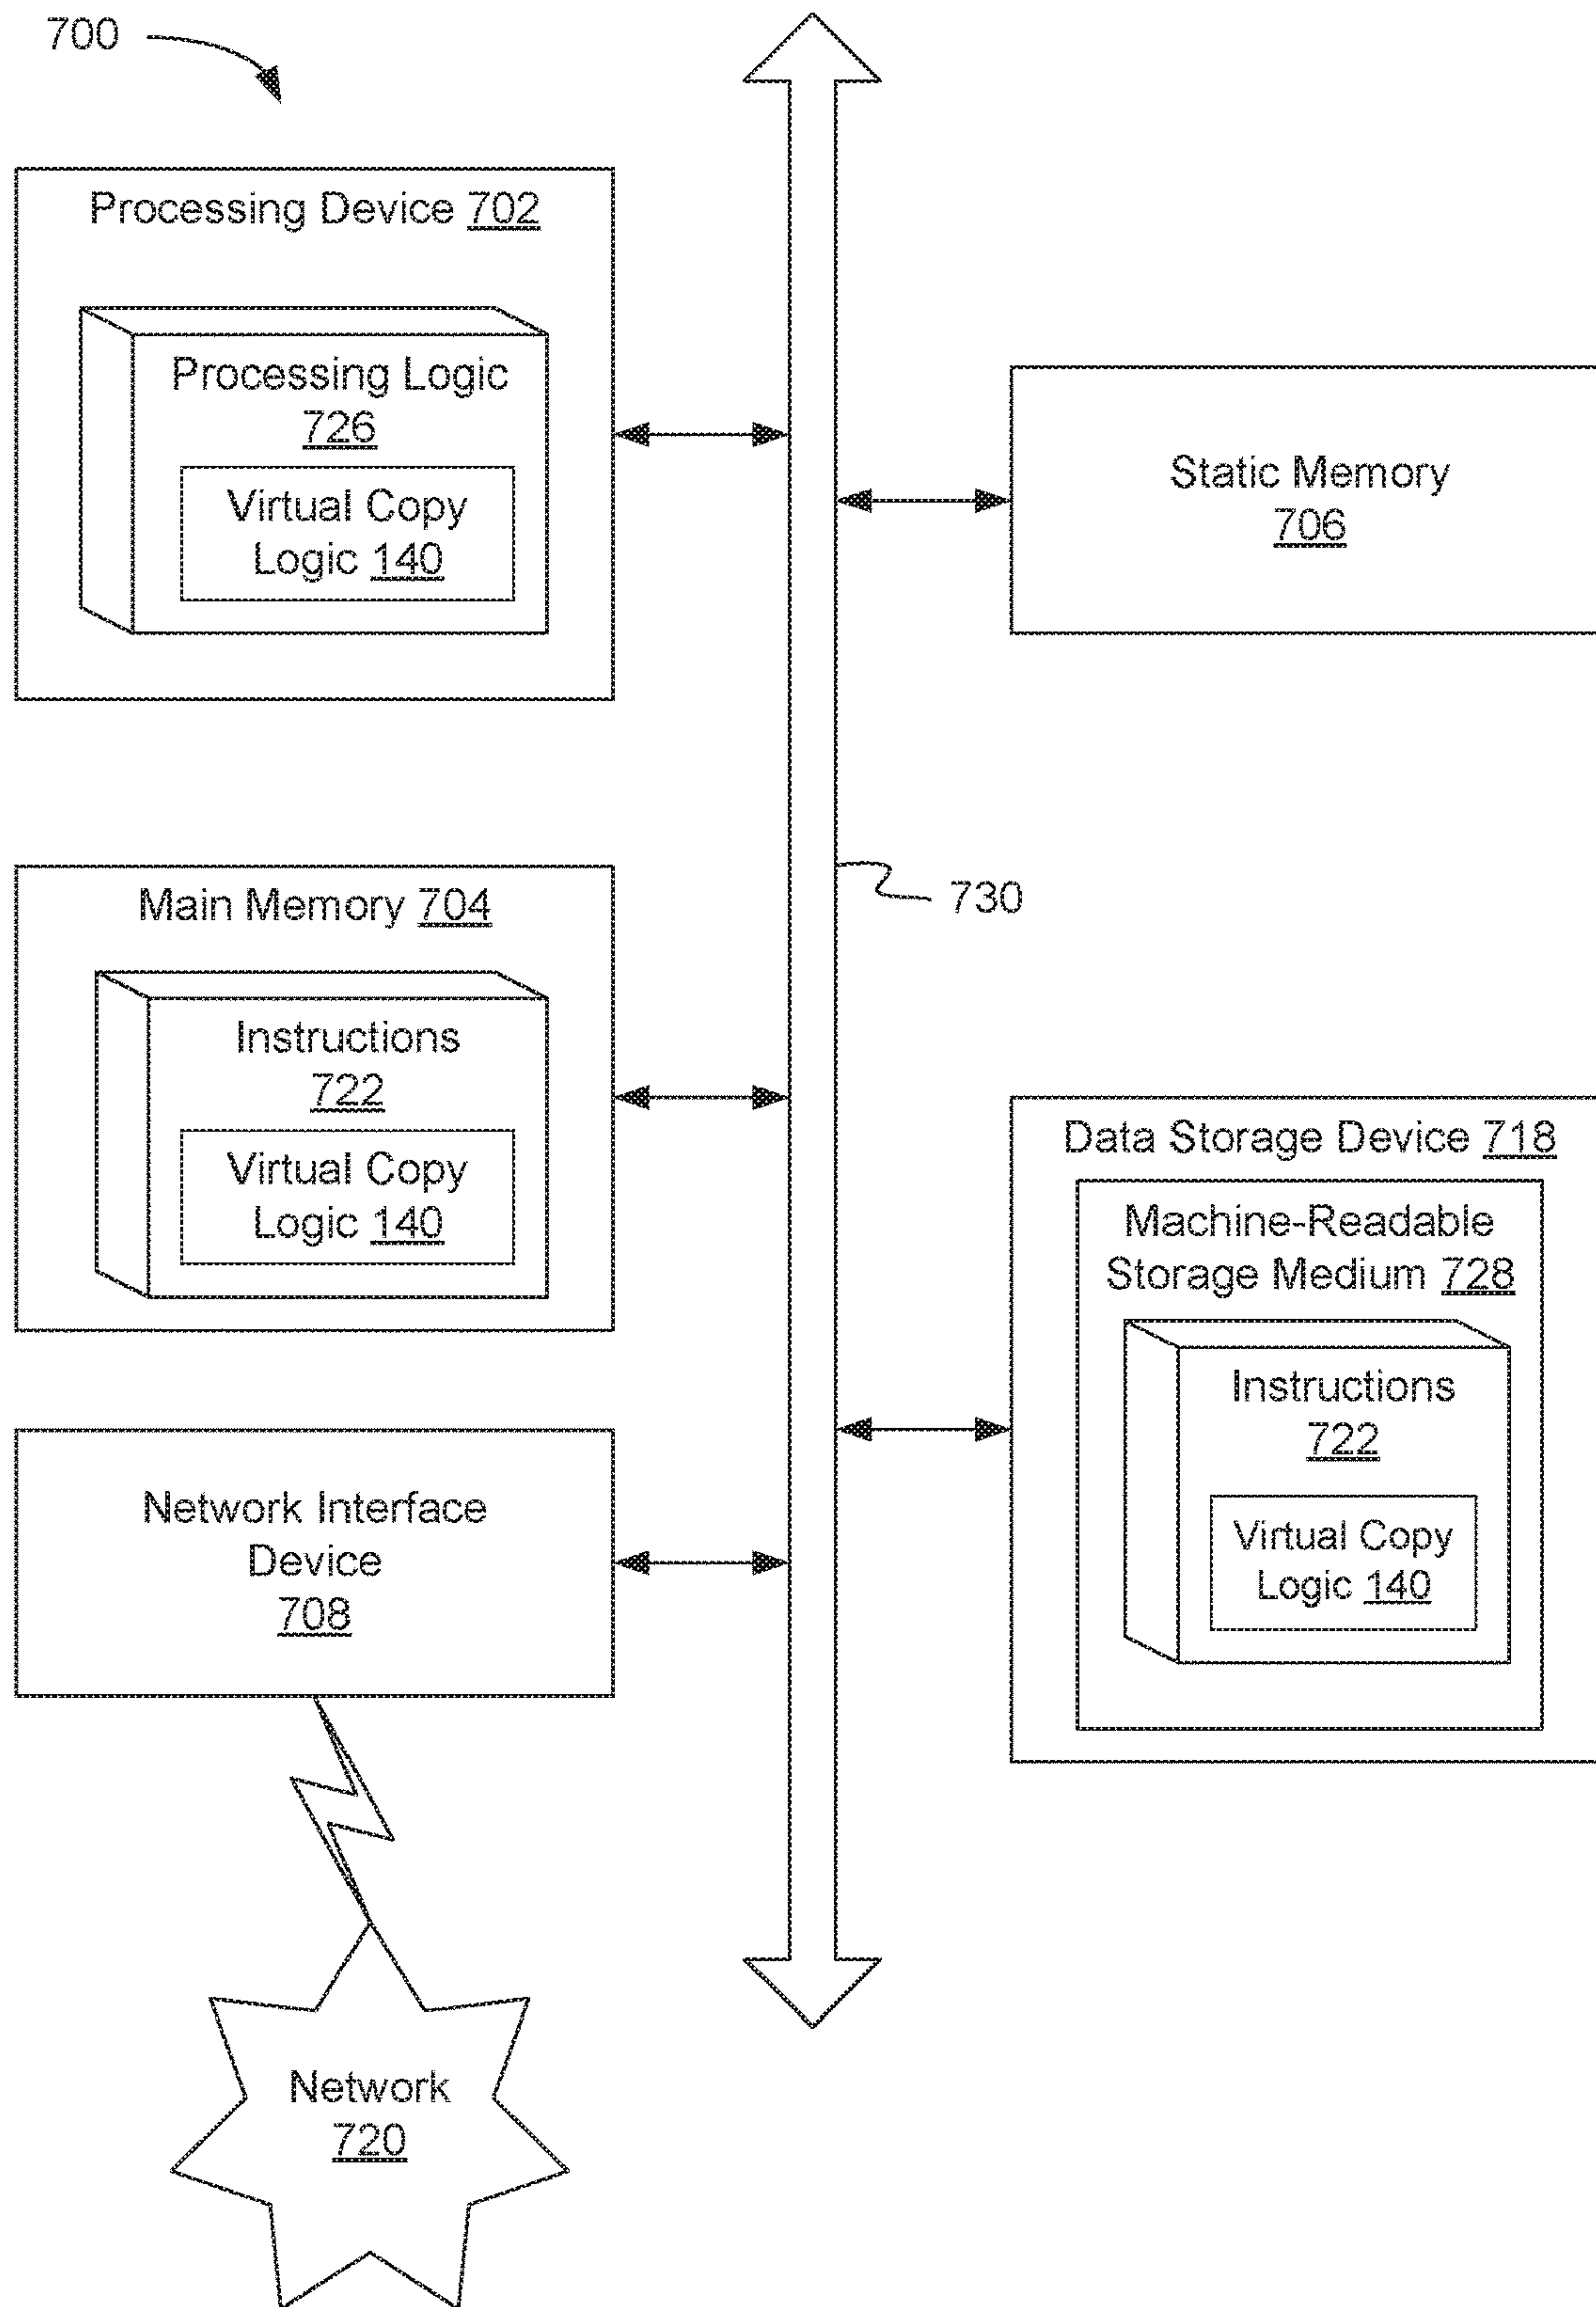 700
Processing Device 702
Processing Logic
726
Virtual Copy
Logic 140
Static Memory
706
Main Memory 704
730
Instructions
722
Virtual Copy
Logic 140
Data Storage Device 718
Machine-Readable
Storage Medium 728
Instructions
722
Virtual Copy
Logic 140
Network Interface
Device
708
Network
720